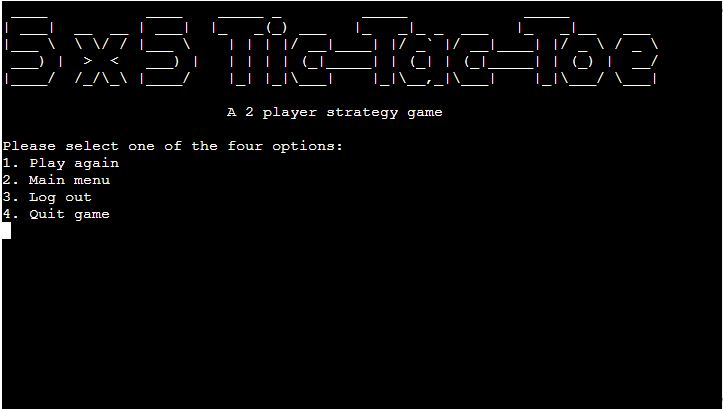 5x5 Tic-Tac-Toe
A 2 player strategy game
Please select one of the four options:
1. Play again
2. Main menu
3. Log out
4. Quit game